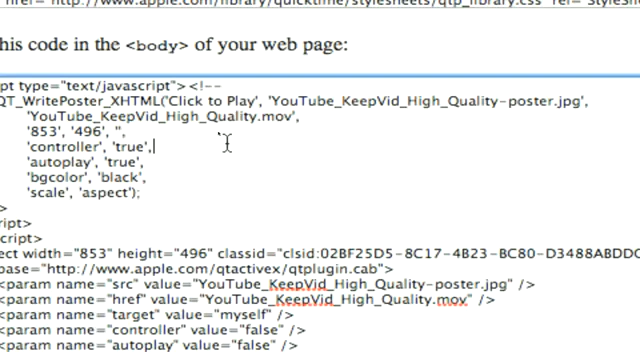 href="http://www.apple.com/library/quicktime/stylesheets/qtp_library.css" rel="StyleShe
his code in the <body> of your web page:
pt type="text/javascript"><!--
QT_WritePoster_XHTML('Click to Play', 'YouTube_KeepVid_High_Quality-poster.jpg',
'YouTube_KeepVid_High_Quality.mov',
'853', '496', '',
'controller', 'true',
'autoplay', 'true',
'bgcolor', 'black',
'scale', 'aspect');
>
ript>
cript>
ect width="853" height="496" classid="clsid:02BF25D5-8C17-4B23-BC80-D3488ABDDC
base="http://www.apple.com/qtactivex/qtplugin.cab">
<param name="src" value="YouTube_KeepVid_High_Quality-poster.jpg" />
<param name="href" value="YouTube_KeepVid_High_Quality.mov" />
<param name="target" value="myself" />
<param name="controller" value="false" />
<param name="autoplay" value="false" />